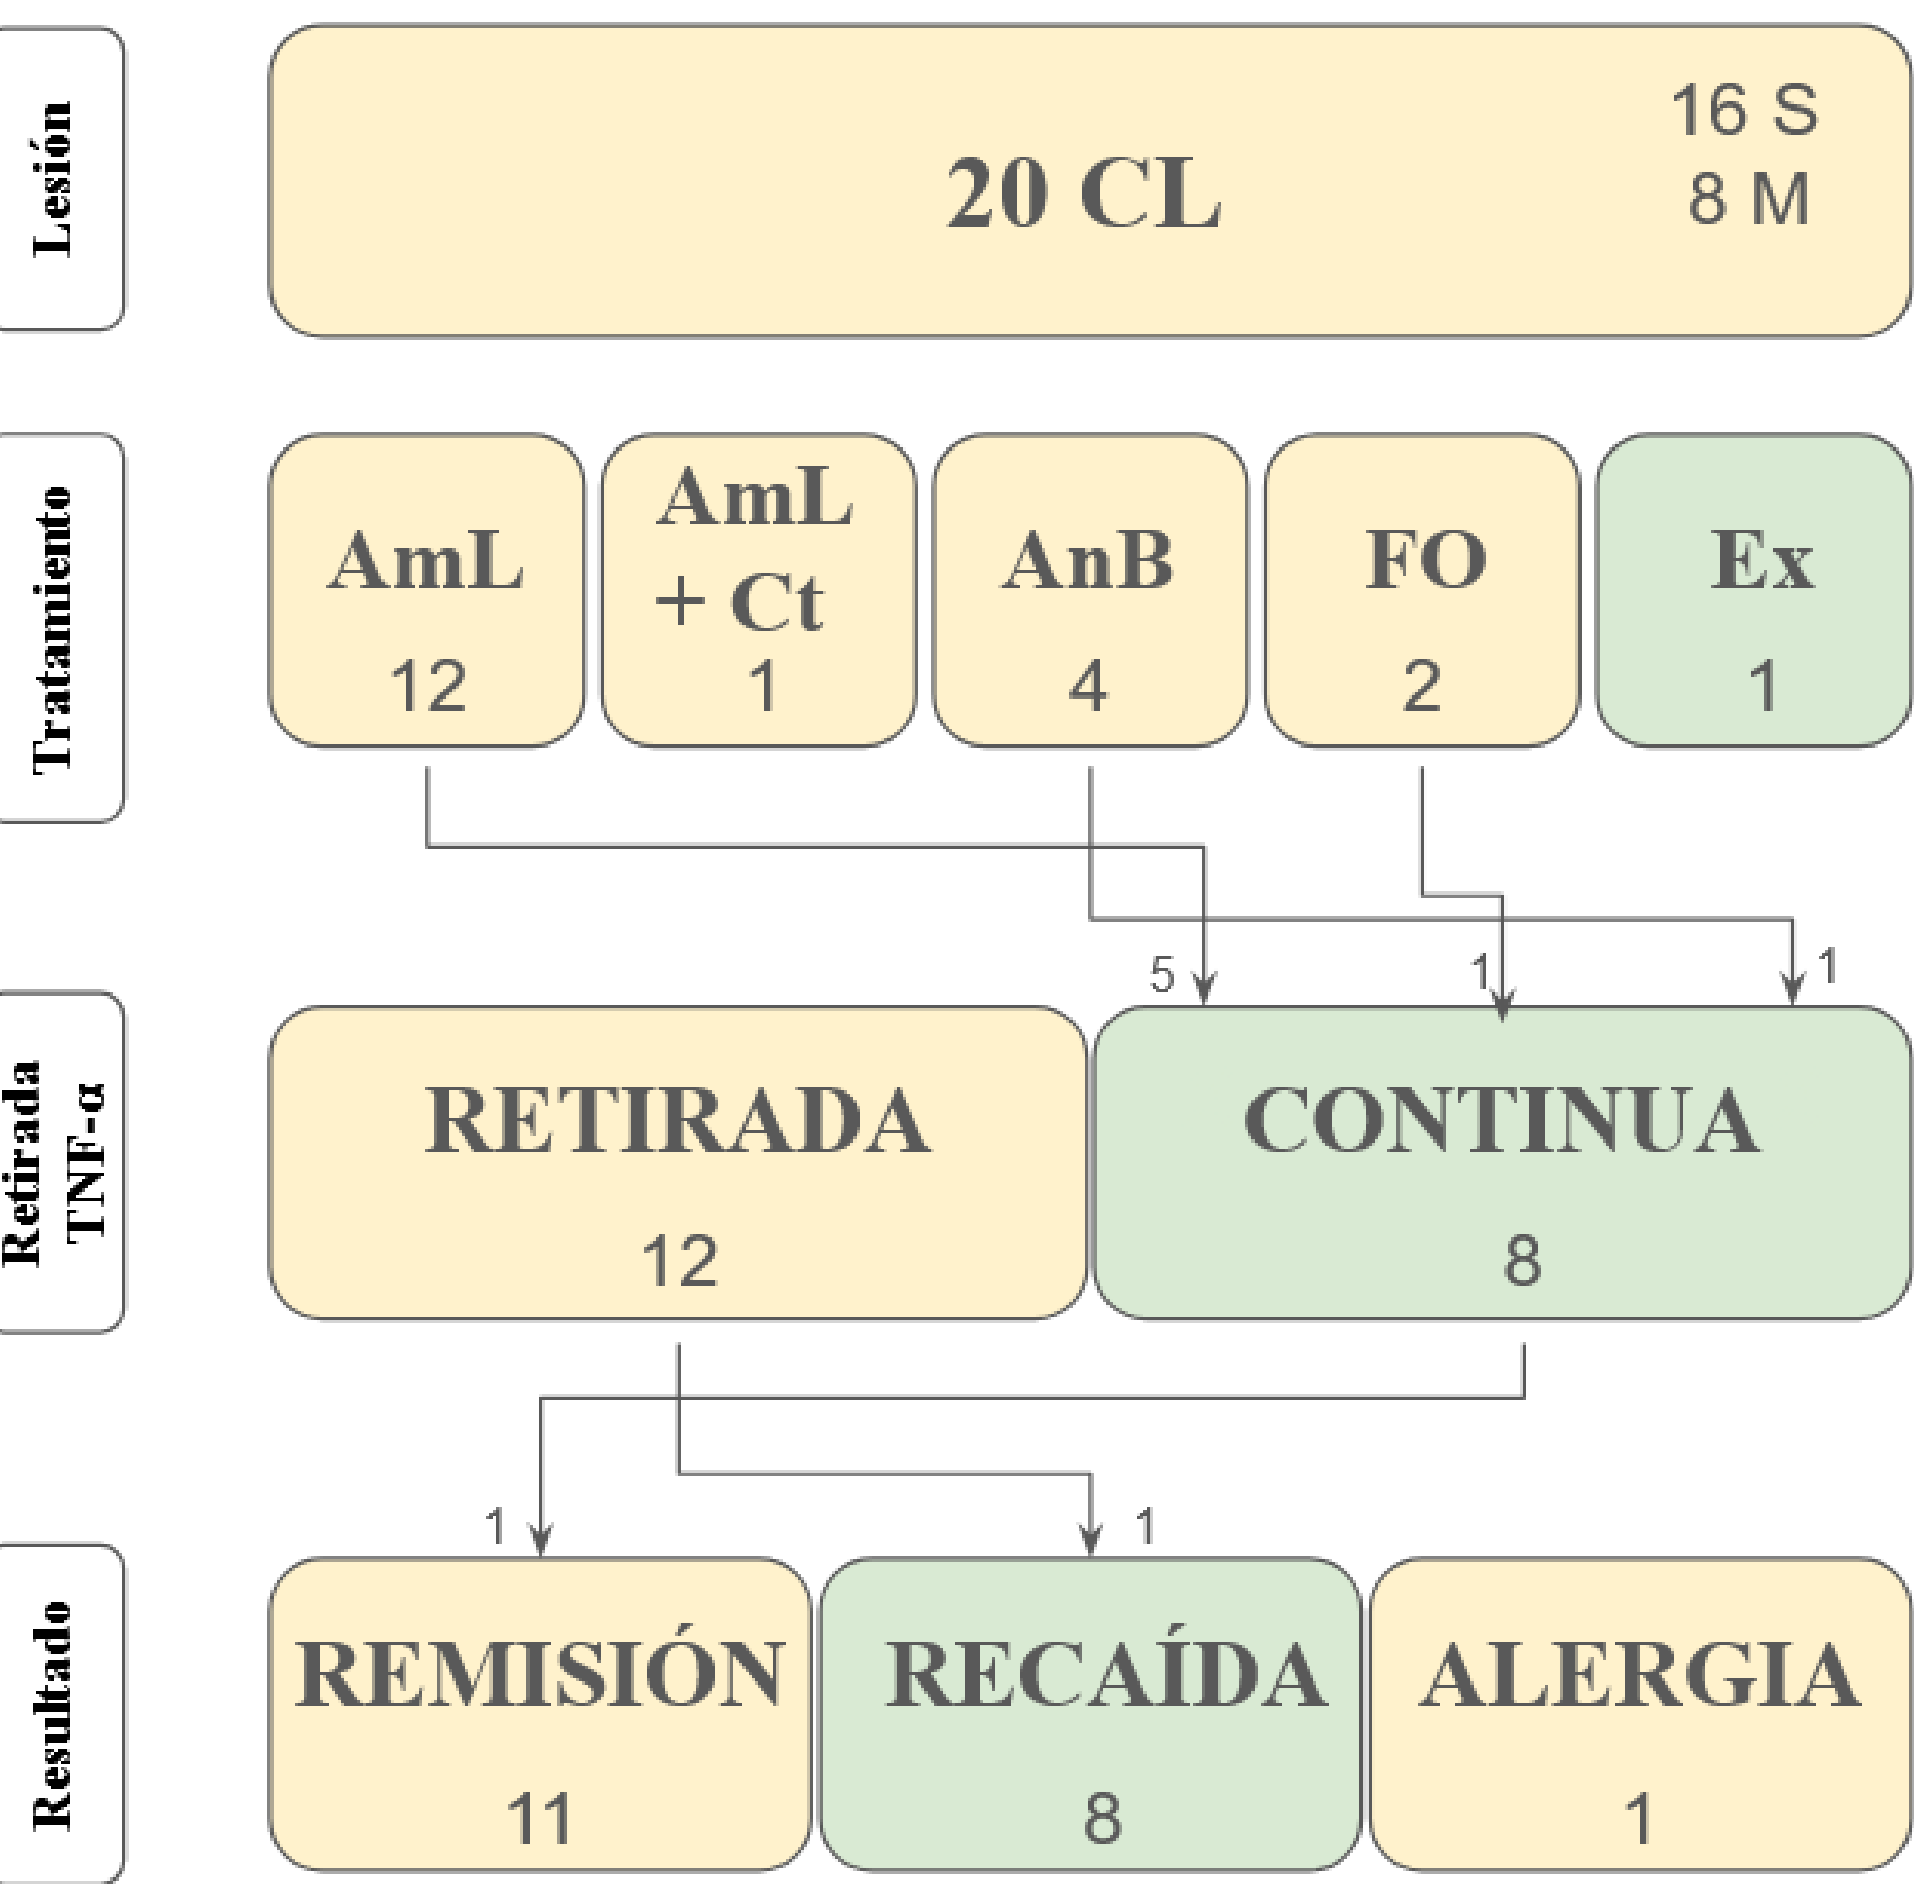 Lesión
20 CL
16 S
8 M
Tratamiento
AmL
12
AmL
+ Ct
1
AnB
4
FO
2
Ex
1
5
1
1
Retirada
TNF-α
RETIRADA
12
CONTINUA
8
1
1
Resultado
REMISIÓN
11
RECAÍDA
8
ALERGIA
1